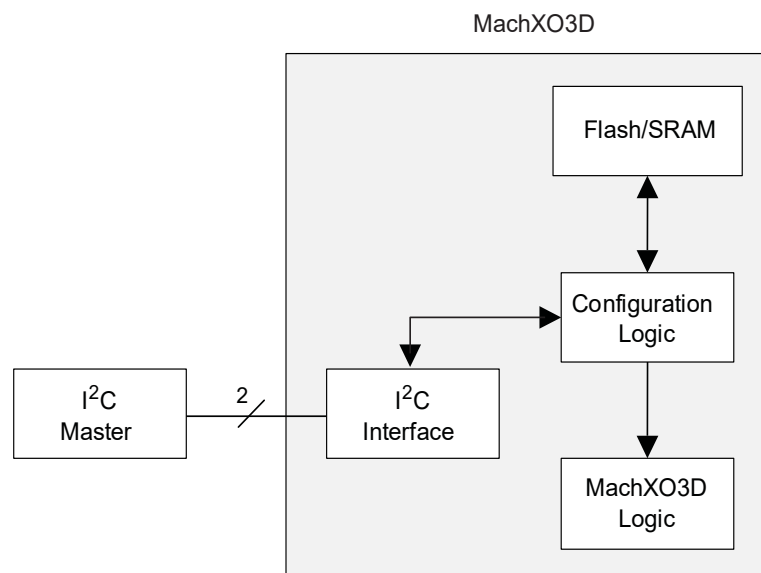 MachXO3D
Flash/SRAM
Configuration
Logic
I²C
Master
2
I²C
Interface
MachXO3D
Logic